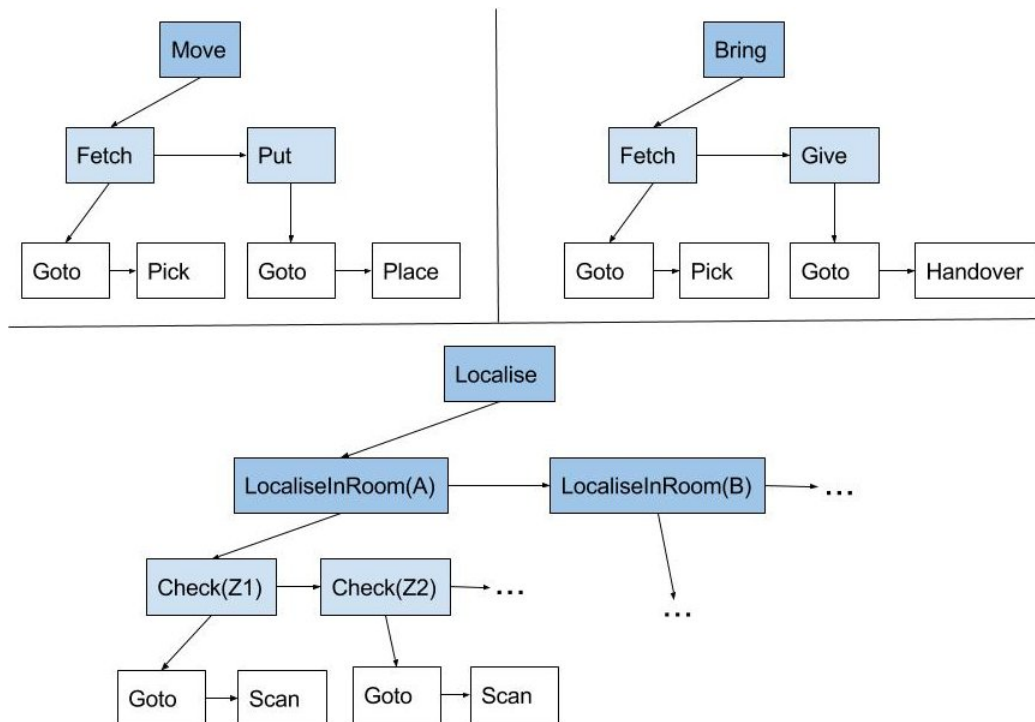 Move
Bring
Fetch
Put
Fetch
Give
Goto
Pick
Goto
Place
Goto
Pick
Goto
Handover
Localise
LocaliseInRoom(A)
LocaliseInRoom(B)
...
Check(Z1)
Check(Z2)
...
...
Goto
Scan
Goto
Scan